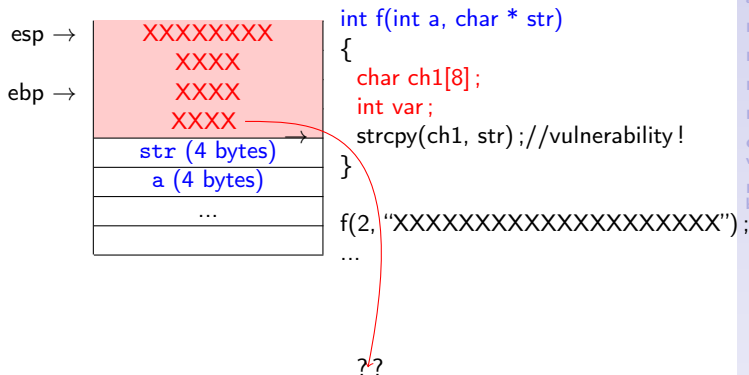 esp →
ebp →
XXXXXXXX
XXXX
XXXX
XXXX
str (4 bytes)
a (4 bytes)
...
int f(int a, char * str)
{
char ch1[8] ;
int var ;
→ strcpy(ch1, str) ;//vulnerability !
}
f(2, “XXXXXXXXXXXXXXXXXXXX”) ;
...
? ?